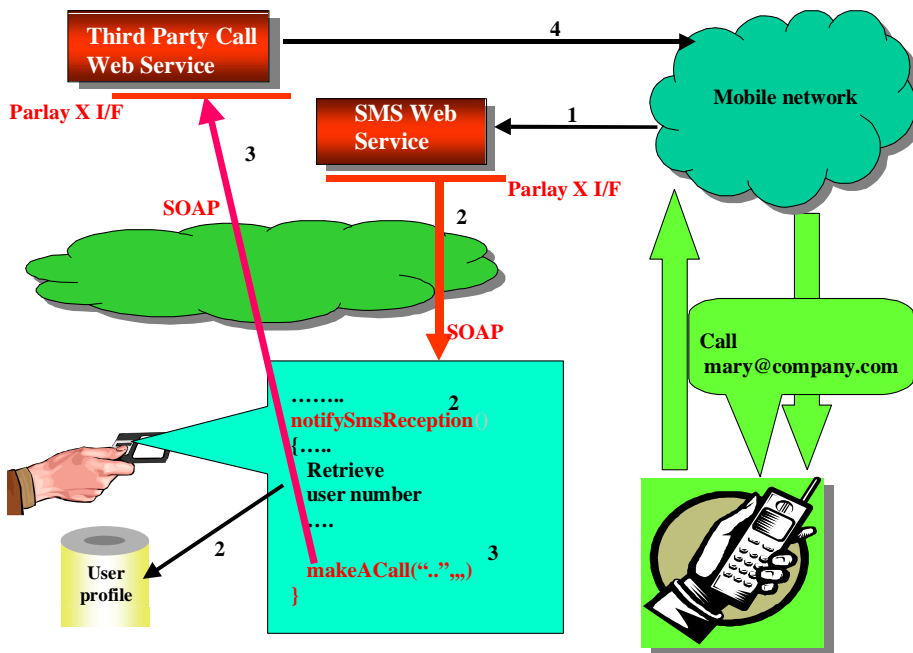 Third Party Call
Web Service
4
Mobile network
Parlay X I/F
SMS Web
Service
1
3
Parlay X I/F
SOAP
2
SOAP
Call
mary@company.com
……..
2
notifySmsReception()
{…..
Retrieve
user number
….
2
3
makeACall(“..”,,,)
}
User
profile